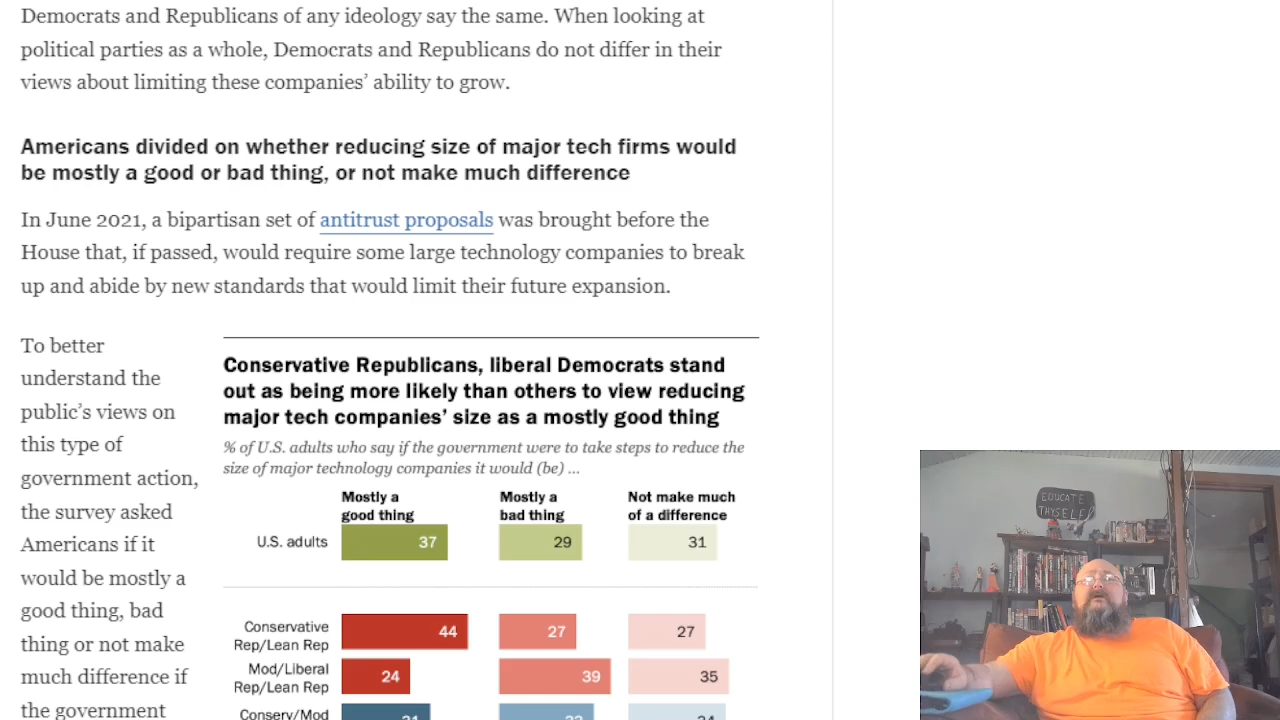 Democrats and Republicans of any ideology say the same. When looking at
political parties as a whole, Democrats and Republicans do not differ in their
views about limiting these companies’ ability to grow.
Americans divided on whether reducing size of major tech firms would
be mostly a good or bad thing, or not make much difference
In June 2021, a bipartisan set of antitrust proposals was brought before the
House that, if passed, would require some large technology companies to break
up and abide by new standards that would limit their future expansion.
To better
understand the
public’s views on
this type of
government action,
the survey asked
Americans if it
would be mostly a
good thing, bad
thing or not make
much difference if
the government
Conservative Republicans, liberal Democrats stand
out as being more likely than others to view reducing
major tech companies’ size as a mostly good thing
% of U.S. adults who say if the government were to take steps to reduce the
size of major technology companies it would (be) ...
Mostly a
good thing
Mostly a
bad thing
Not make much
of a difference
U.S. adults 37 29 31
Conservative
Rep/Lean Rep 44 27 27
Mod/Liberal
Rep/Lean Rep 24 39 35
Conserv/Mod
EDUCATE
THYSELF